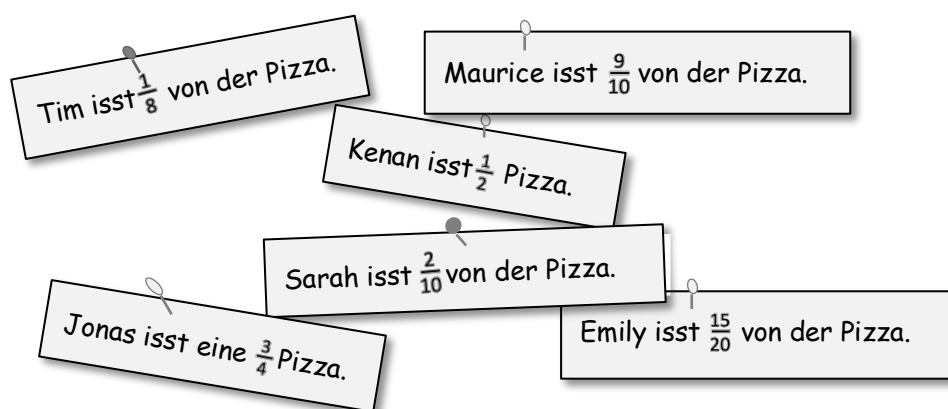 Tim isst 1/8 von der Pizza.
Maurice isst 9/10 von der Pizza.
Kenan isst 1/2 Pizza.
Sarah isst 2/10 von der Pizza.
Jonas isst eine 3/4 Pizza.
Emily isst 15/20 von der Pizza.